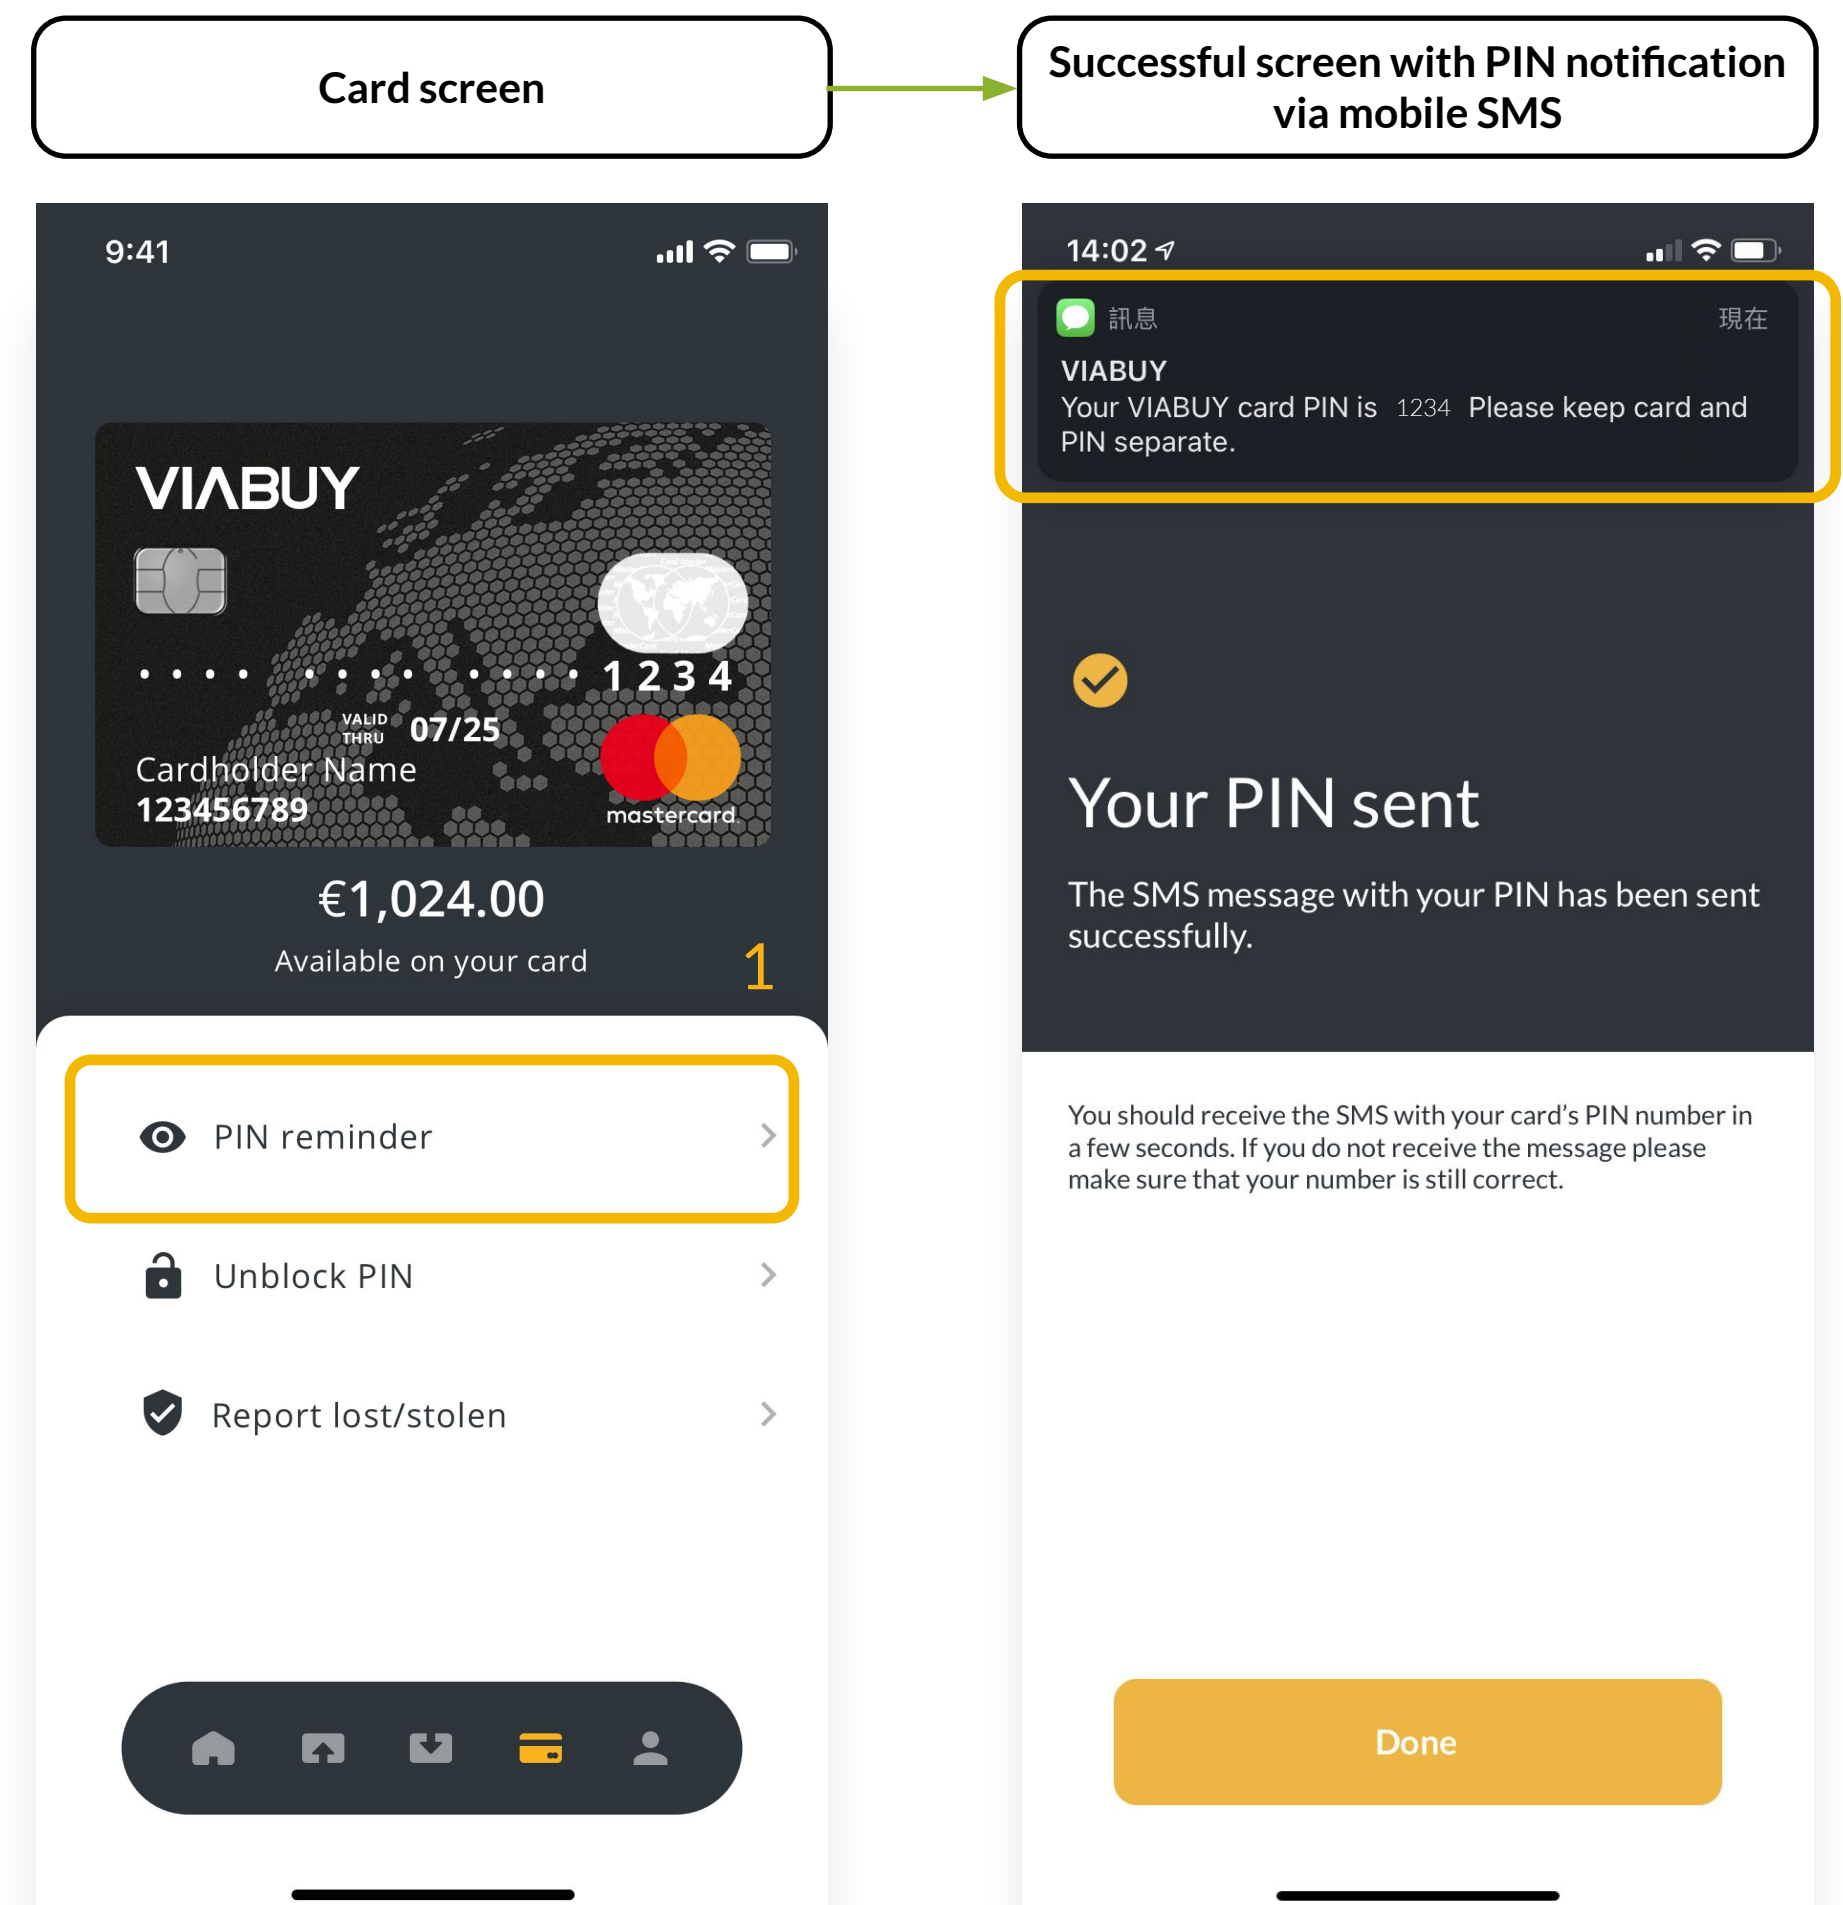 Card screen
Successful screen with PIN notification
via mobile SMS
9:41
VIABUY
1234
VALID
THRU
07/25
Cardholder Name
123456789
mastercard.
€1,024.00
Available on your card
1
PIN reminder
Unblock PIN
Report lost/stolen
14:02
訊息
現在
VIABUY
Your VIABUY card PIN is 1234 Please keep card and
PIN separate.
Your PIN sent
The SMS message with your PIN has been sent
successfully.
You should receive the SMS with your card's PIN number in
a few seconds. If you do not receive the message please
make sure that your number is still correct.
Done